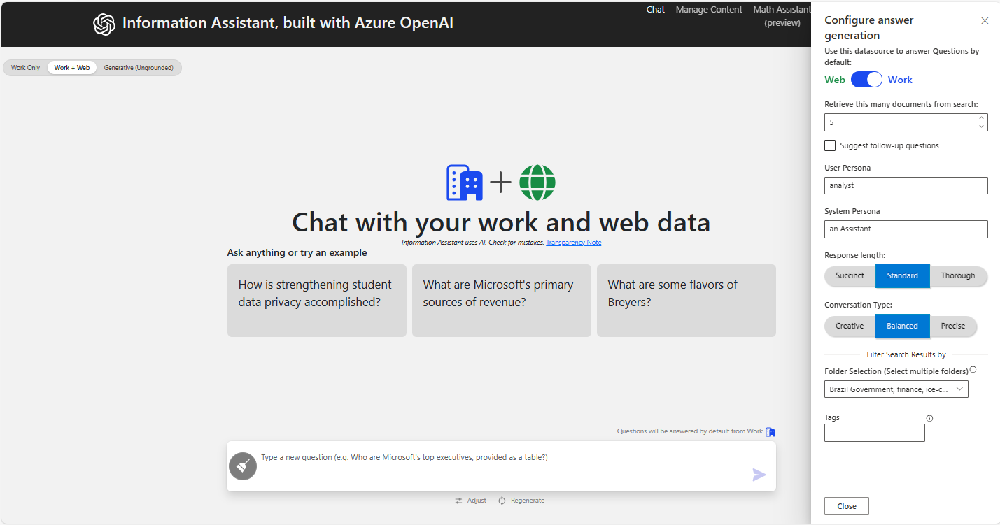 Information Assistant, built with Azure OpenAI
Chat
Manage Content
Math Assistant
(preview)
Work Only
Work + Web
Generative (Ungrounded)
Chat with your work and web data
Information Assistant uses AI. Check for mistakes. Transparency Note
Ask anything or try an example
How is strengthening student
data privacy accomplished?
What are Microsoft's primary
sources of revenue?
What are some flavors of
Breyers?
Questions will be answered by default from Work
Type a new question (e.g. Who are Microsoft's top executives, provided as a table?)
Adjust
Regenerate
Configure answer
generation
Use this datasource to answer Questions by
default:
Web
Work
Retrieve this many documents from search:
5
Suggest follow-up questions
User Persona
analyst
System Persona
an Assistant
Response length:
Succinct
Standard
Thorough
Conversation Type:
Creative
Balanced
Precise
Filter Search Results by
Folder Selection (Select multiple folders)
Brazil Government, finance, ice-c...
Tags
Close